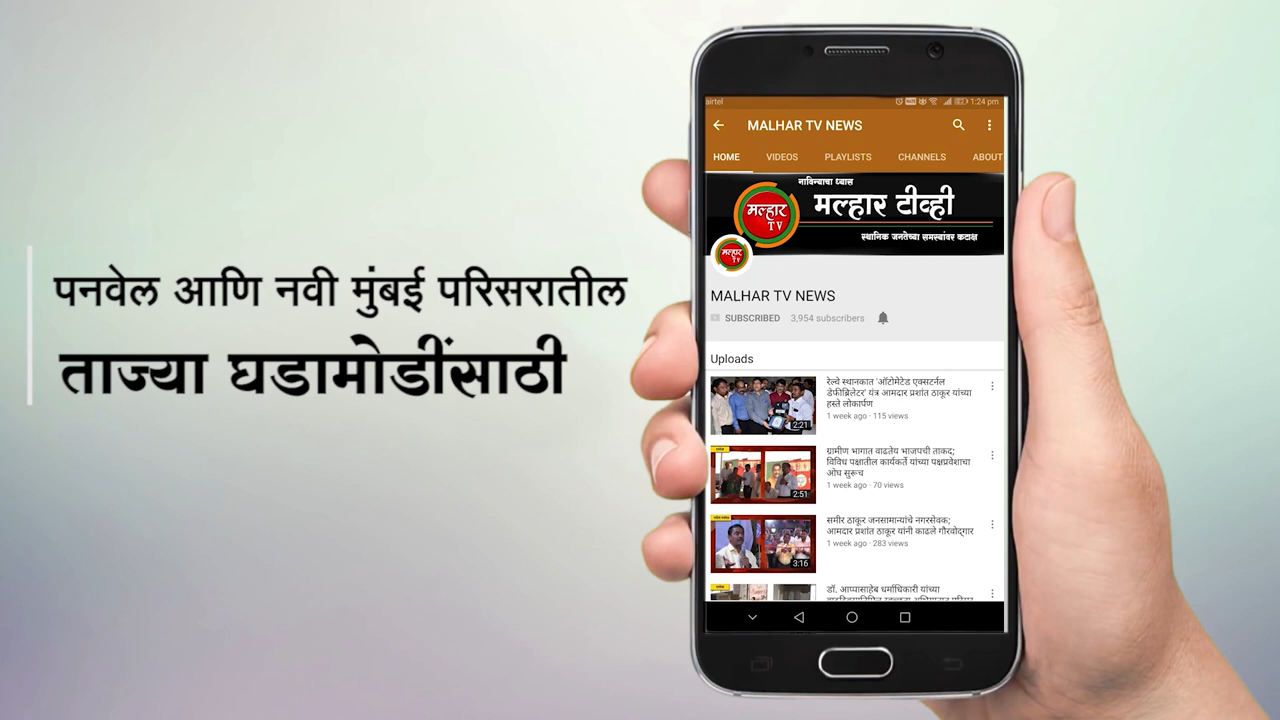 पनवेल आणि नवी मुंबई परिसरातील
ताज्या घडामोडींसाठी
airtel
1:24 pm
MALHAR TV NEWS
HOME VIDEOS PLAYLISTS CHANNELS ABOUT
नाविन्याचा ध्यास
मल्हार टीव्ही
मल्हार
TV
स्थानिक जनतेच्या समस्यांवर कटाक्ष
मल्हार
TV
MALHAR TV NEWS
SUBSCRIBED 3,954 subscribers
Uploads
रेल्वे स्थानकात 'ऑटोमेटेड एक्सटर्नल
डेफीब्रिलेटर' यंत्र आमदार प्रशांत ठाकूर यांच्या
हस्ते लोकार्पण
1 week ago · 115 views
2:21
ग्रामीण भागात वाढतेय भाजपची ताकद;
विविध पक्षातील कार्यकर्ते यांच्या पक्षप्रवेशाचा
ओघ सुरूच
1 week ago · 70 views
2:51
समीर ठाकूर जनसामान्यांचे नगरसेवक;
आमदार प्रशांत ठाकूर यांनी काढले गौरवोद्गार
1 week ago · 283 views
3:16
डॉ. आप्पासाहेब धर्माधिकारी यांच्या